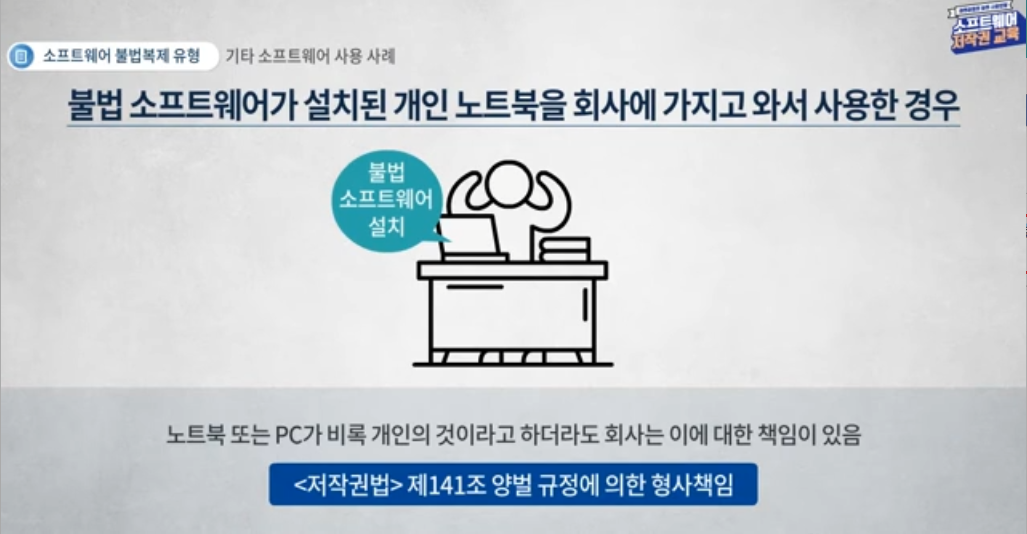 소프트웨어
저작권 교육
소프트웨어 불법복제 유형 기타 소프트웨어 사용 사례
불법 소프트웨어가 설치된 개인 노트북을 회사에 가지고 와서 사용한 경우
불법
소프트웨어
설치
노트북 또는 PC가 비록 개인의 것이라고 하더라도 회사는 이에 대한 책임이 있음
<저작권법> 제141조 양벌 규정에 의한 형사책임